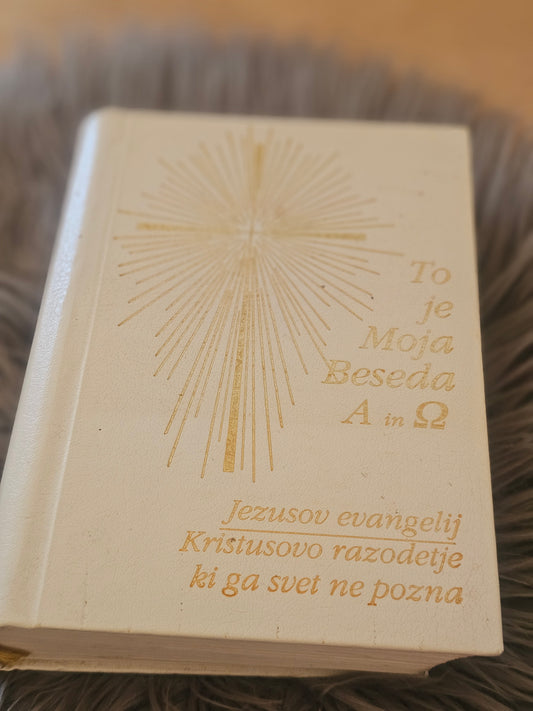 To
je
Moja
Beseda
A in Ω
Jezusov evangelij
Kristusovo razodetje
ki ga svet ne pozna